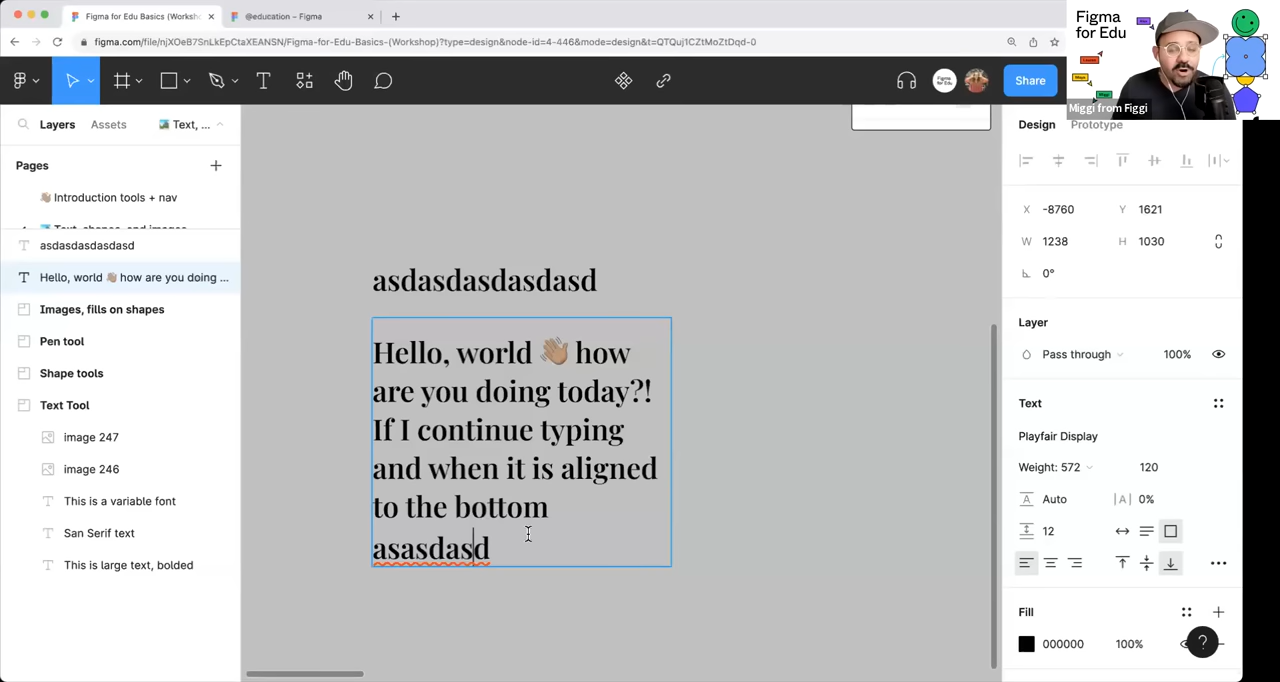 Figma for Edu Basics (Worksh
@education – Figma
figma.com/file/njXOeB7SnLkEpCtaXEANSN/Figma-for-Edu-Basics-(Workshop)?type=design&node-id=4-446&mode=design&t=QTQuj1CZtMoZtDqd-0
Figma
for Edu
Miggi from Figgi
Share
Layers
Assets
Text, ...
Design
Prototype
Pages
Introduction tools + nav
Text, shapes, and images
asdasdasdasdasd
Hello, world 👋🏽 how are you doing ...
Images, fills on shapes
Pen tool
Shape tools
Text Tool
image 247
image 246
This is a variable font
San Serif text
This is large text, bolded
asdasdasdasdasd
Hello, world 👋🏽 how
are you doing today?!
If I continue typing
and when it is aligned
to the bottom
asasdasd
X -8760 Y 1621
W 1238 H 1030
0°
Layer
Pass through 100%
Text
Playfair Display
Weight: 572 120
A Auto |A| 0%
12
Fill
000000 100%
?